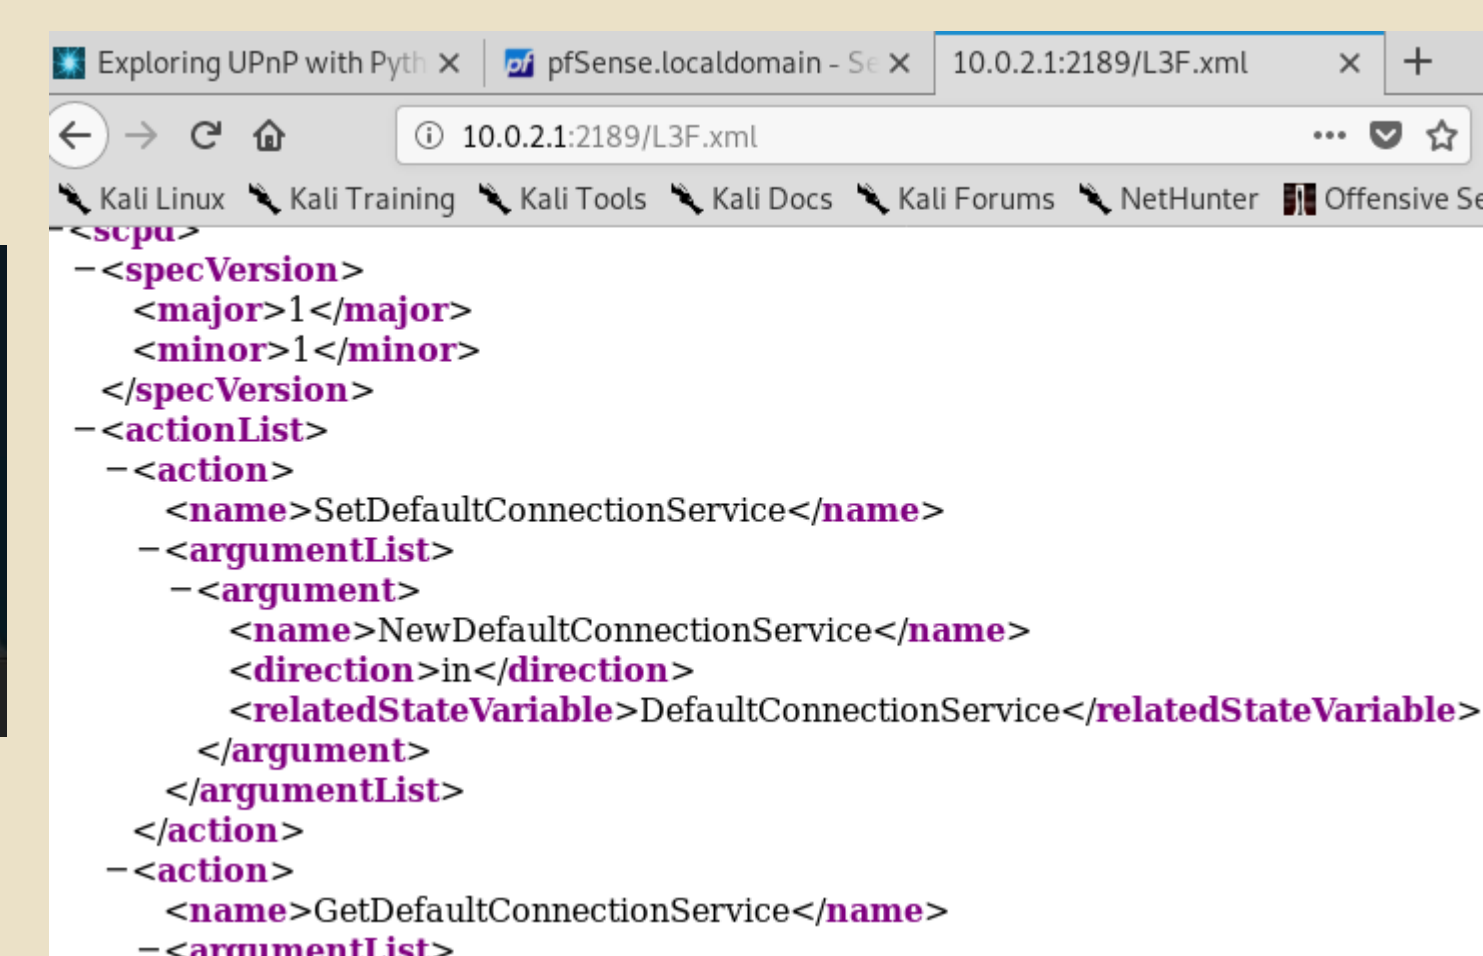 Exploring UPnP with Pyth
pfSense.localdomain - Se
10.0.2.1:2189/L3F.xml
10.0.2.1:2189/L3F.xml
Kali Linux Kali Training Kali Tools Kali Docs Kali Forums NetHunter Offensive Se
−<scpd>
−<specVersion>
<major>1</major>
<minor>1</minor>
</specVersion>
−<actionList>
−<action>
<name>SetDefaultConnectionService</name>
−<argumentList>
−<argument>
<name>NewDefaultConnectionService</name>
<direction>in</direction>
<relatedStateVariable>DefaultConnectionService</relatedStateVariable>
</argument>
</argumentList>
</action>
−<action>
<name>GetDefaultConnectionService</name>
−<argumentList>